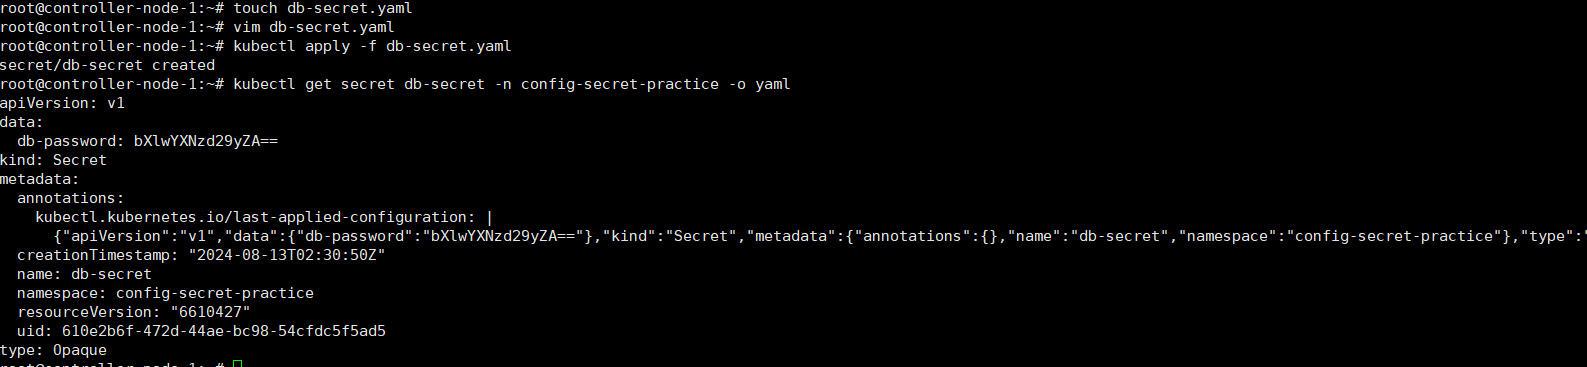 root@controller-node-1:~# touch db-secret.yaml
root@controller-node-1:~# vim db-secret.yaml
root@controller-node-1:~# kubectl apply -f db-secret.yaml
secret/db-secret created
root@controller-node-1:~# kubectl get secret db-secret -n config-secret-practice -o yaml
apiVersion: v1
data:
  db-password: bXlwYXNzd29yZA==
kind: Secret
metadata:
  annotations:
    kubectl.kubernetes.io/last-applied-configuration: |
      {"apiVersion":"v1","data":{"db-password":"bXlwYXNzd29yZA=="},"kind":"Secret","metadata":{"annotations":{},"name":"db-secret","namespace":"config-secret-practice"},"type":"
  creationTimestamp: "2024-08-13T02:30:50Z"
  name: db-secret
  namespace: config-secret-practice
  resourceVersion: "6610427"
  uid: 610e2b6f-472d-44ae-bc98-54cfdc5f5ad5
type: Opaque